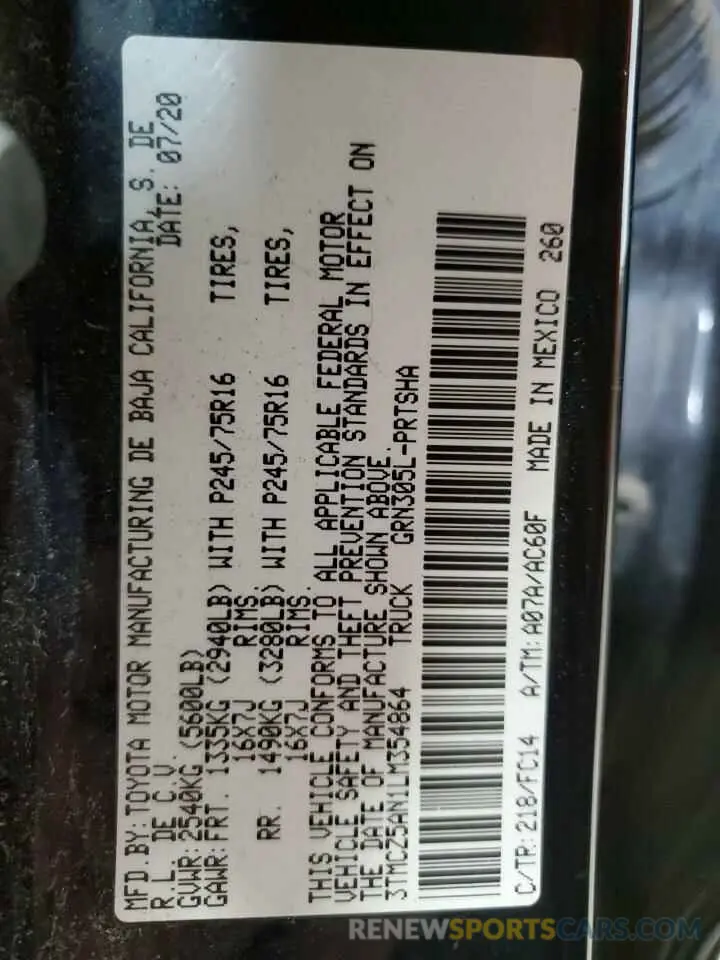 MFD.BY:TOYOTA MOTOR MANUFACTURING DE BAJA CALIFORNIA, S. DE
R.L. DE C.V. DATE: 07/20
GVWR:2540KG (5600LB)
GAWR:FRT. 1335KG (2940LB) WITH P245/75R16 TIRES,
16X7J RIMS.
RR. 1490KG (3280LB) WITH P245/75R16 TIRES,
16X7J RIMS.
THIS VEHICLE CONFORMS TO ALL APPLICABLE FEDERAL MOTOR
VEHICLE SAFETY AND THEFT PREVENTION STANDARDS IN EFFECT ON
THE DATE OF MANUFACTURE SHOWN ABOVE.
3TMCZ5AN1LM354864 TRUCK GRN305L-PRTSHA
C/TR:218/FC14 A/TM:A07A/AC60F MADE IN MEXICO 260
RENEWSPORTSCARS.COM